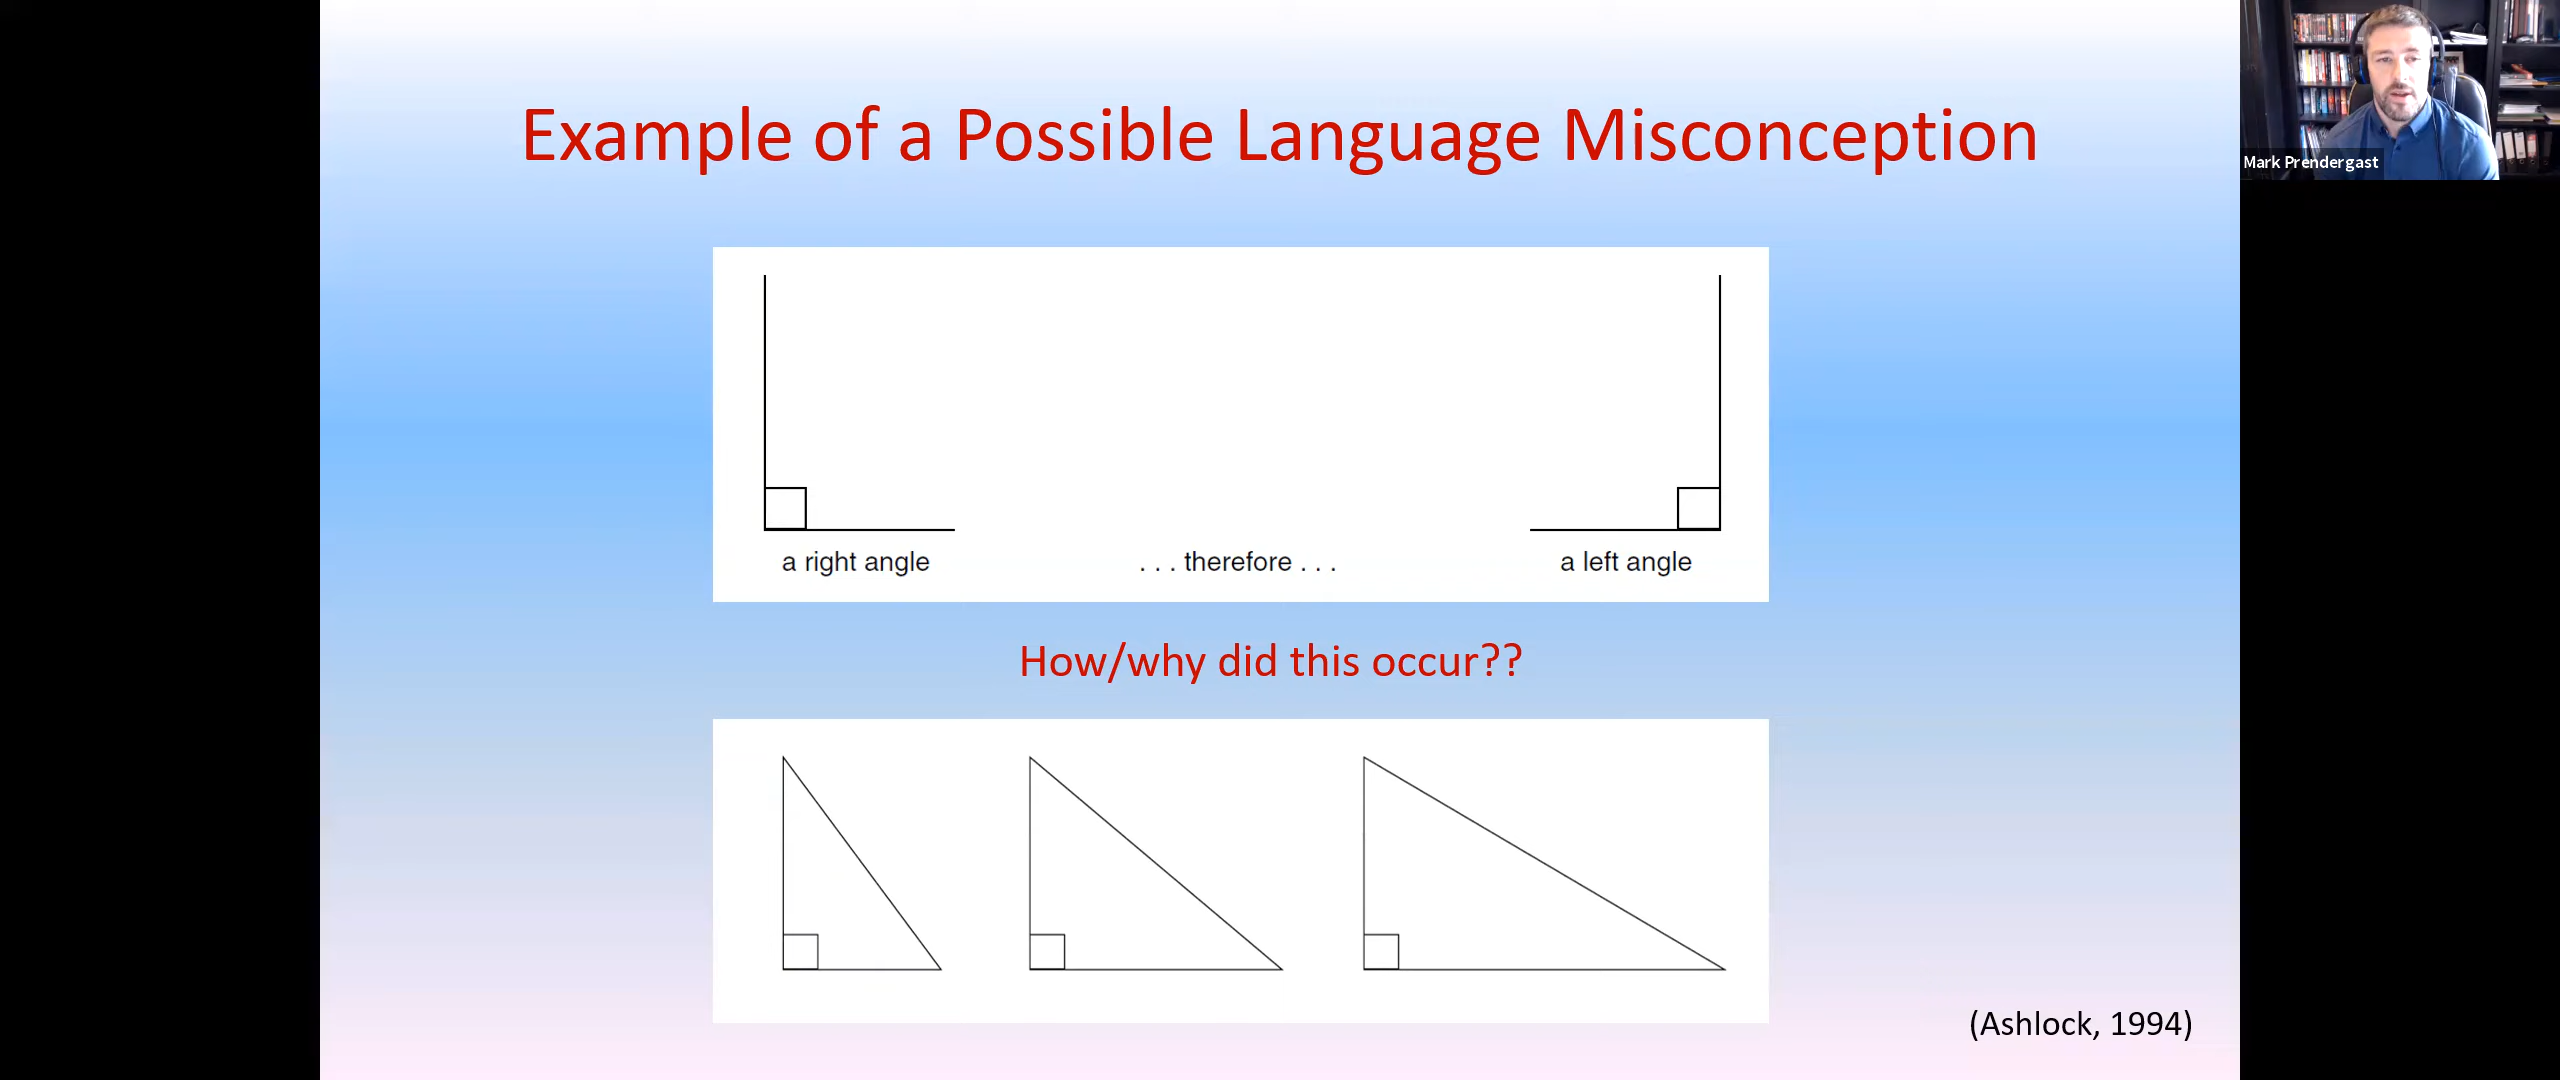 Example of a Possible Language Misconception
Mark Prendergast
a right angle
. . . therefore . . .
a left angle
How/why did this occur??
(Ashlock, 1994)